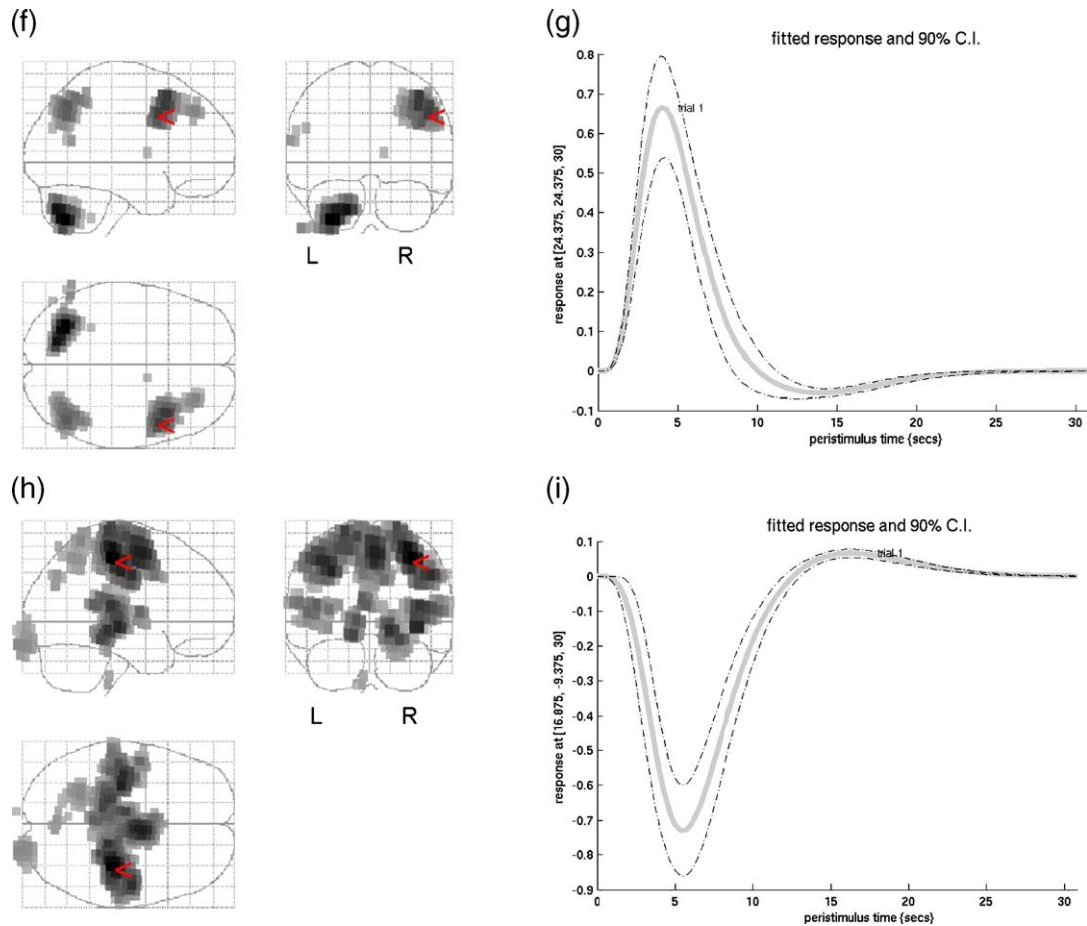 (f)
L R
(g)
fitted response and 90% C.I.
response at [24.375, 24.375, 30]
0.8
0.7
0.6
0.5
0.4
0.3
0.2
0.1
0
-0.1
trial 1
0 5 10 15 20 25 30
peristimulus time {secs}
(h)
L R
(i)
fitted response and 90% C.I.
response at [16.875, -9.375, 30]
0.1
0
-0.1
-0.2
-0.3
-0.4
-0.5
-0.6
-0.7
-0.8
-0.9
trial 1
0 5 10 15 20 25 30
peristimulus time {secs}